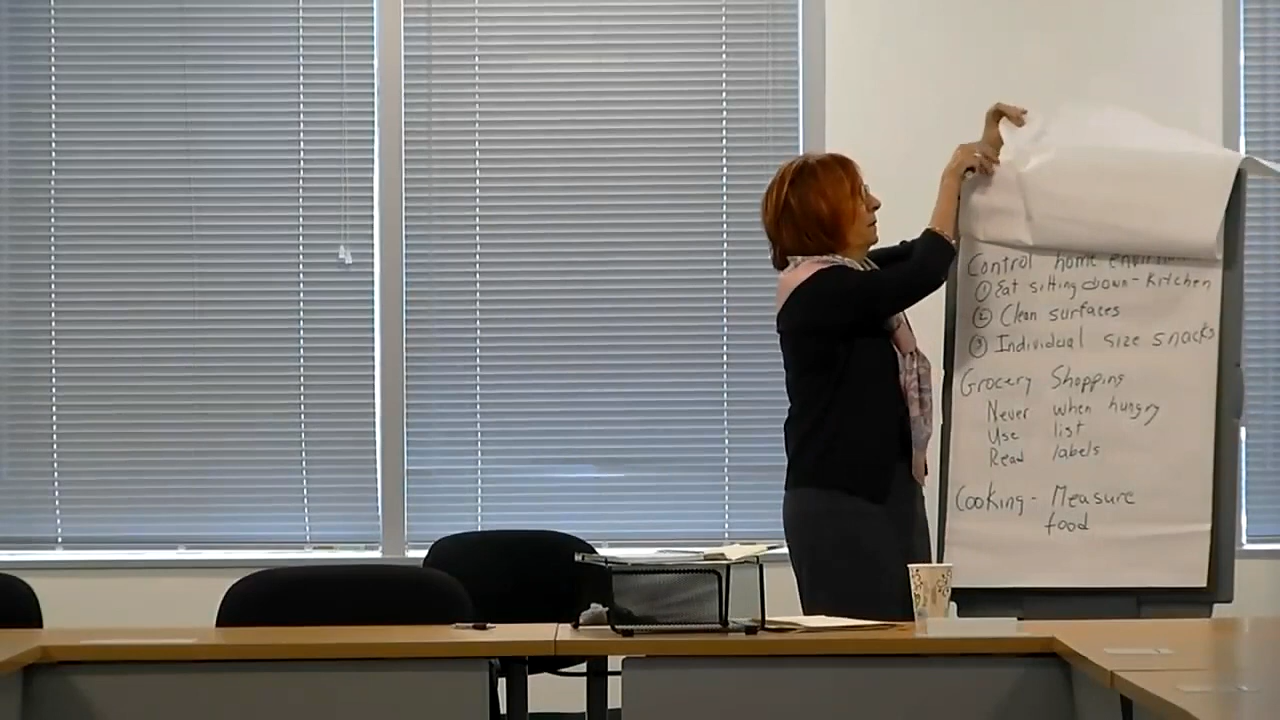 Control home
① Eat sitting down - Kitchen
② Clean surfaces
③ Individual size snacks
Grocery Shopping
Never when hungry
Use list
Read labels
Cooking - Measure
food